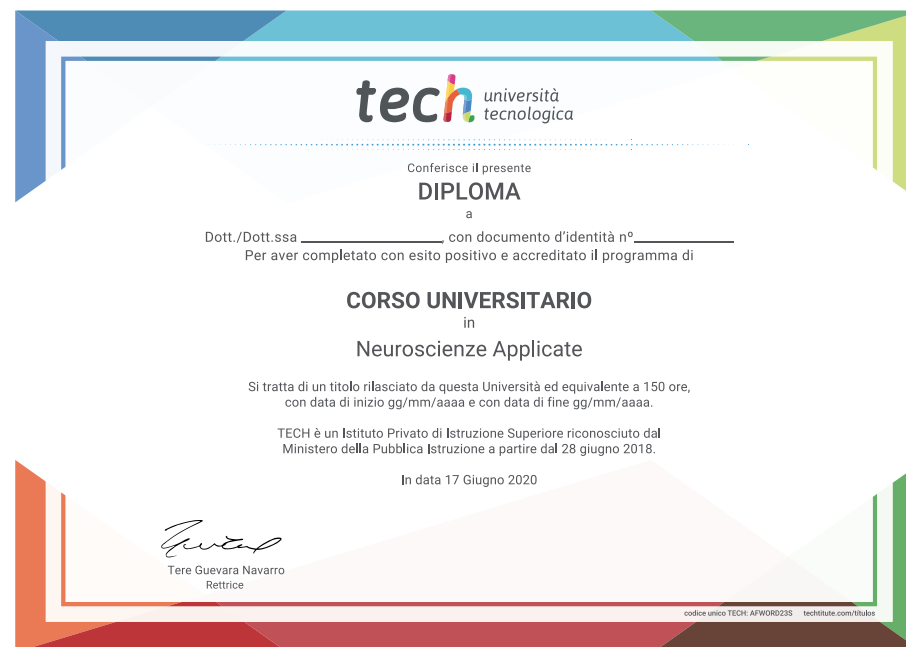 tech università
tecnologica
Conferisce il presente
DIPLOMA
a
Dott./Dott.ssa ____________________, con documento d'identità nº______________
Per aver completato con esito positivo e accreditato il programma di
CORSO UNIVERSITARIO
in
Neuroscienze Applicate
Si tratta di un titolo rilasciato da questa Università ed equivalente a 150 ore,
con data di inizio gg/mm/aaaa e con data di fine gg/mm/aaaa.
TECH è un Istituto Privato di Istruzione Superiore riconosciuto dal
Ministero della Pubblica Istruzione a partire dal 28 giugno 2018.
In data 17 Giugno 2020
Tere Guevara Navarro
Rettrice
codice unico TECH: AFWORD23S techtitute.com/títulos